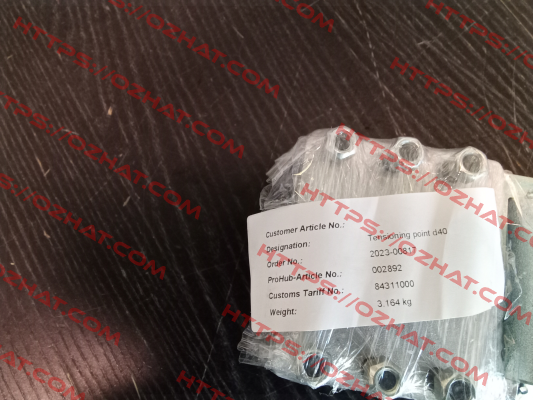 Customer Article No.:
Designation: Tensioning point d40
Order No.: 2023-00817
ProHub-Article No.: 002892
Customs Tariff No.: 84311000
Weight: 3.164 kg
HTTPS://OZHAT.COM